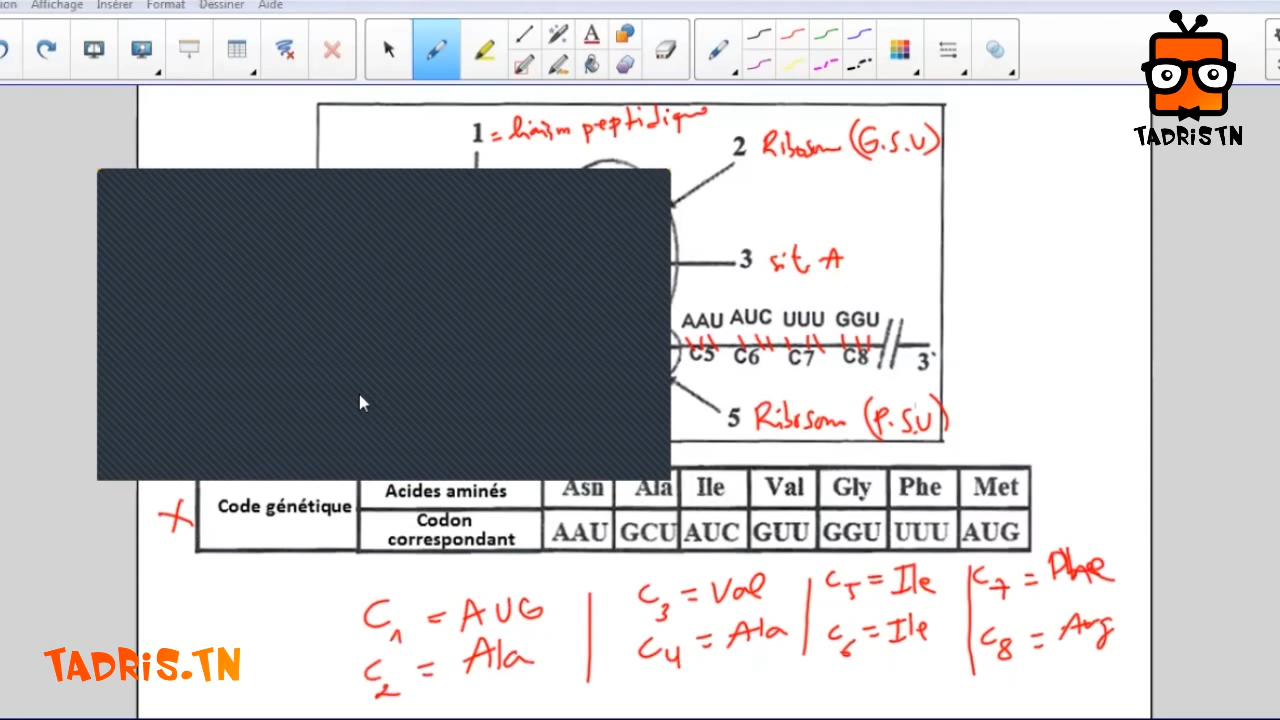 Affichage Insérer Format Dessiner Aide
TADRISTN
1 = liaison peptidique
2 Ribosom (G.S.U)
3 sit A
AAU AUC UUU GGU
C5 C6 C7 C8 3'
5 Ribosom (P.S.U)
Code génétique Acides aminés Asn Ala Ile Val Gly Phe Met
Codon correspondant AAU GCU AUC GUU GGU UUU AUG
C1 = AUG
C2 = Ala
C3 = Val
C4 = Ala
C5 = Ile
C6 = Ile
C7 = Phe
C8 = Arg
TADRIS.TN